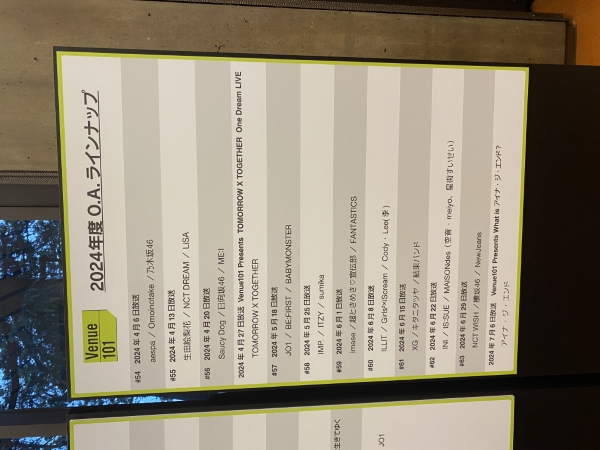 Venue
101
2024年度 O.A. ラインナップ
#54 2024年4月6日放送
aespa / Omoinotake / 乃木坂46
#55 2024年4月13日放送
生田絵梨花 / NCT DREAM / LiSA
#56 2024年4月20日放送
Saucy Dog / 日向坂46 / ME:I
2024年4月27日放送 Venue101 Presents TOMORROW X TOGETHER One Dream LIVE
TOMORROW X TOGETHER
#57 2024年5月18日放送
JO1 / BE:FIRST / BABYMONSTER
#58 2024年5月25日放送
IMP. / ITZY / sumika
#59 2024年6月1日放送
imase / 超ときめき♡宣伝部 / FANTASTICS
#60 2024年6月8日放送
ILLIT / Girls²×iScream / Cody・Lee(李)
#61 2024年6月15日放送
XG / キタニタツヤ / 結束バンド
#62 2024年6月22日放送
INI / IS:SUE / MAISONdes（空音・meiyo、星街すいせい）
#63 2024年6月29日放送
NCT WISH / 櫻坂46 / NewJeans
2024年7月6日放送 Venue101 Presents What is アイナ・ジ・エンド？
アイナ・ジ・エンド
生きてゆく
JO1